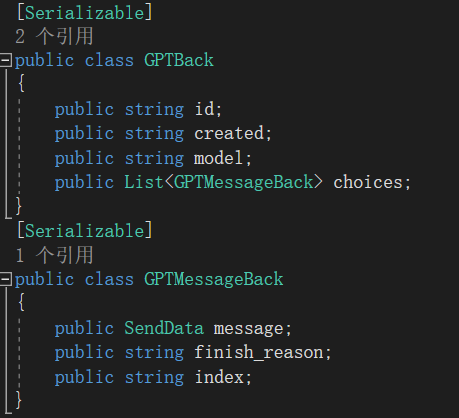 [Serializable]
2 个引用
public class GPTBack
{
public string id;
public string created;
public string model;
public List<GPTMessageBack> choices;
}
[Serializable]
1 个引用
public class GPTMessageBack
{
public SendData message;
public string finish_reason;
public string index;
}